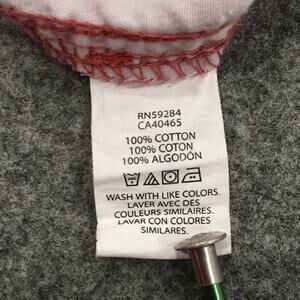 RN59284
CA40465
100% COTTON
100% COTON
100% ALGODÓN
WASH WITH LIKE COLORS.
LAVER AVEC DES
COULEURS SIMILAIRES.
LAVAR CON COLORES
SIMILARES.